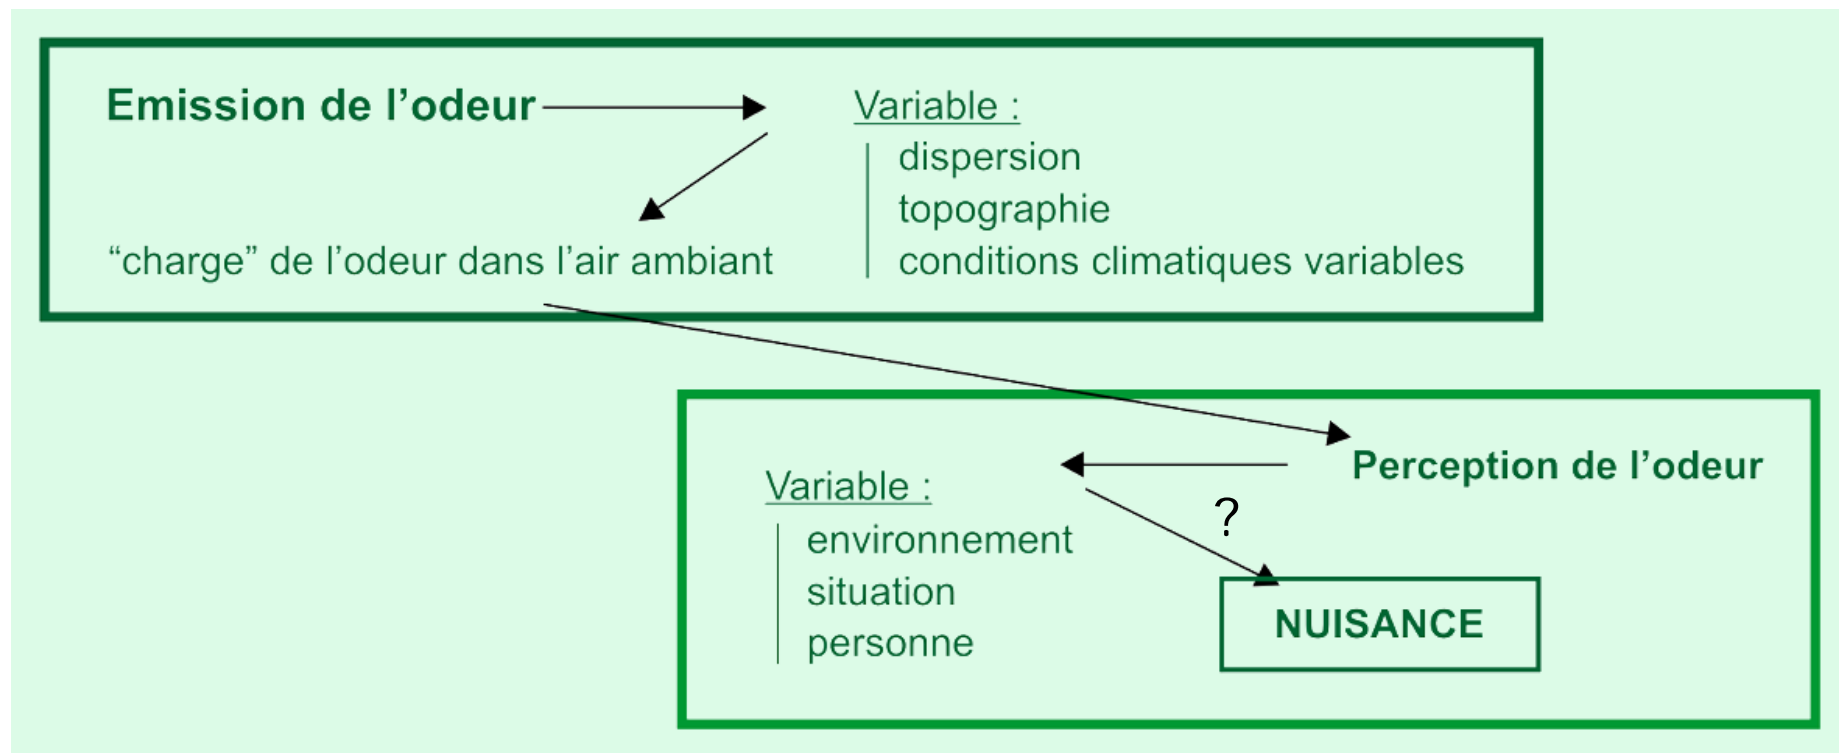 Emission de l’odeur
Variable :
dispersion
topographie
conditions climatiques variables
“charge” de l’odeur dans l’air ambiant
Perception de l’odeur
Variable :
environnement
situation
personne
?
NUISANCE